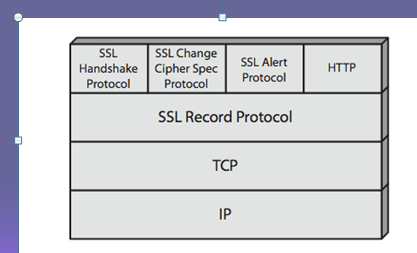 SSL
Handshake
Protocol
SSL Change
Cipher Spec
Protocol
SSL Alert
Protocol
HTTP
SSL Record Protocol
TCP
IP